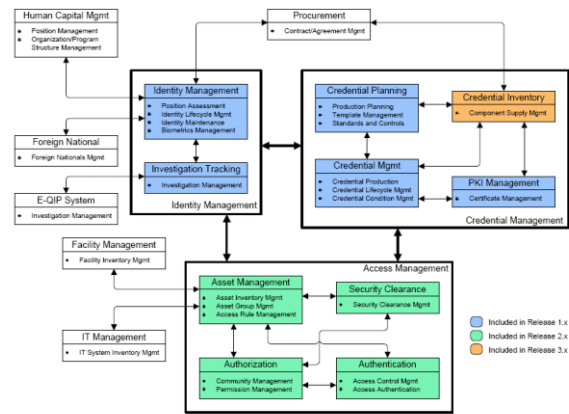 Human Capital Mgmt
Position Management
Organization/Program
Structure Management
Procurement
Contract/Agreement Mgmt
Identity Management
Position Assessment
Identity Lifecycle Mgmt
Identity Maintenance
Biometrics Management
Credential Planning
Production Planning
Template Management
Standards and Controls
Credential Inventory
Component Supply Mgmt
Foreign National
Foreign Nationals Mgmt
Investigation Tracking
Investigation Management
Identity Management
Credential Mgmt
Credential Production
Credential Lifecycle Mgmt
Credential Condition Mgmt
PKI Management
Certificate Management
Credential Management
E-QIP System
Investigation Management
Facility Management
Facility Inventory Mgmt
Access Management
Asset Management
Asset Inventory Mgmt
Asset Group Mgmt
Access Rule Management
Security Clearance
Security Clearance Mgmt
IT Management
IT System Inventory Mgmt
Authorization
Community Management
Permission Management
Authentication
Access Control Mgmt
Access Authentication
Included in Release 1.x
Included in Release 2.x
Included in Release 3.x